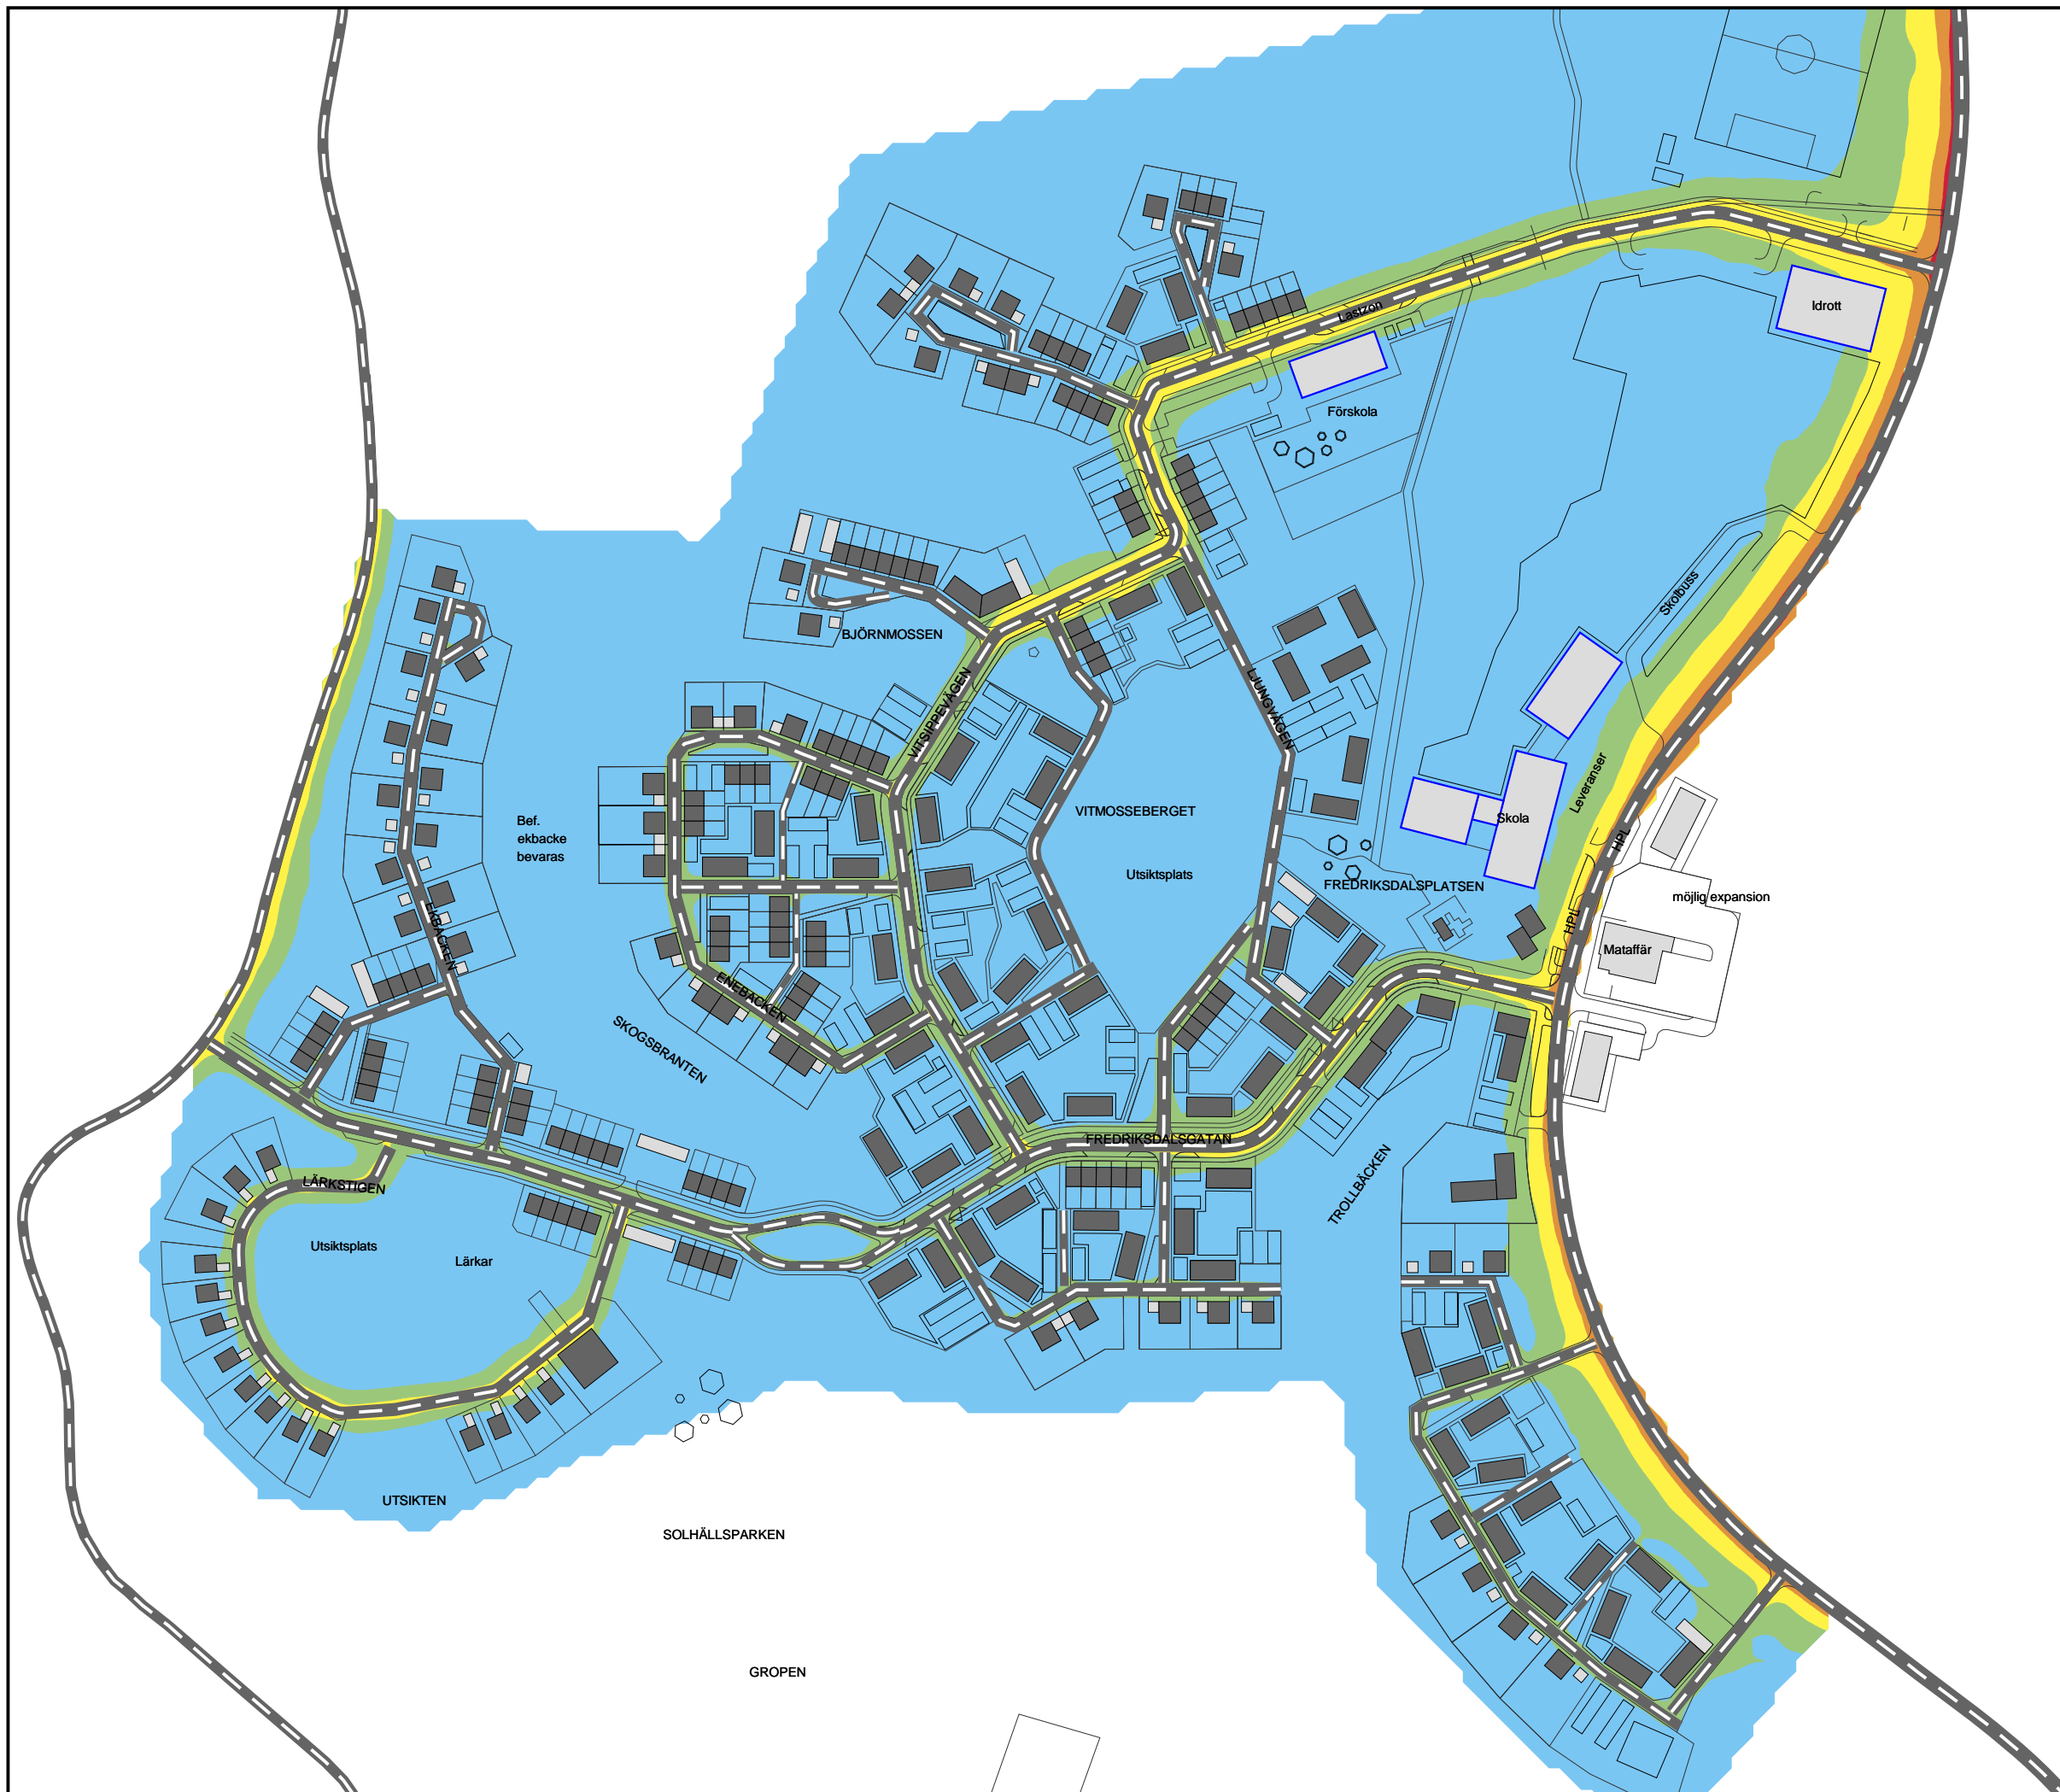 Idrott
Lastzon
Förskola
Skolbuss
BJÖRNMOSSEN
VITSIPPEVÄGEN
LJUNGVÄGEN
Leveranser
VITMOSSEBERGET
Skola
HPL
Bef.
ekbacke
bevaras
Utsiktsplats
FREDRIKSDALSPLATSEN
möjlig expansion
HPL
EKBACKEN
Mataffär
ENEBACKEN
SKOGSBRANTEN
FREDRIKSDALSGATAN
TROLLBÄCKEN
LÄRKSTIGEN
Utsiktsplats
Lärkar
UTSIKTEN
SOLHÄLLSPARKEN
GROPEN